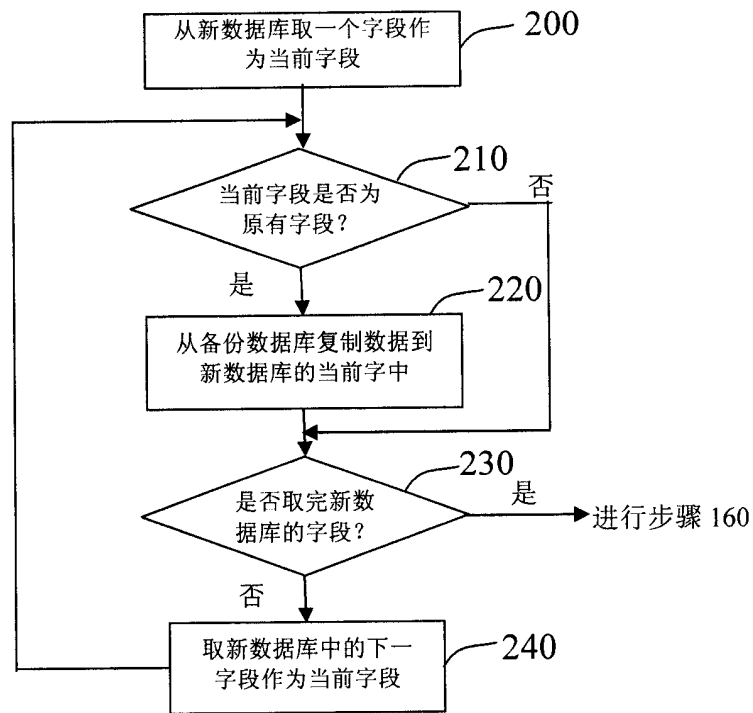 从新数据库取一个字段作
为当前字段
200
210
当前字段是否为
原有字段？
否
是
220
从备份数据库复制数据到
新数据库的当前字中
230
是否取完新数
据库的字段？
是
进行步骤 160
否
取新数据库中的下一
字段作为当前字段
240